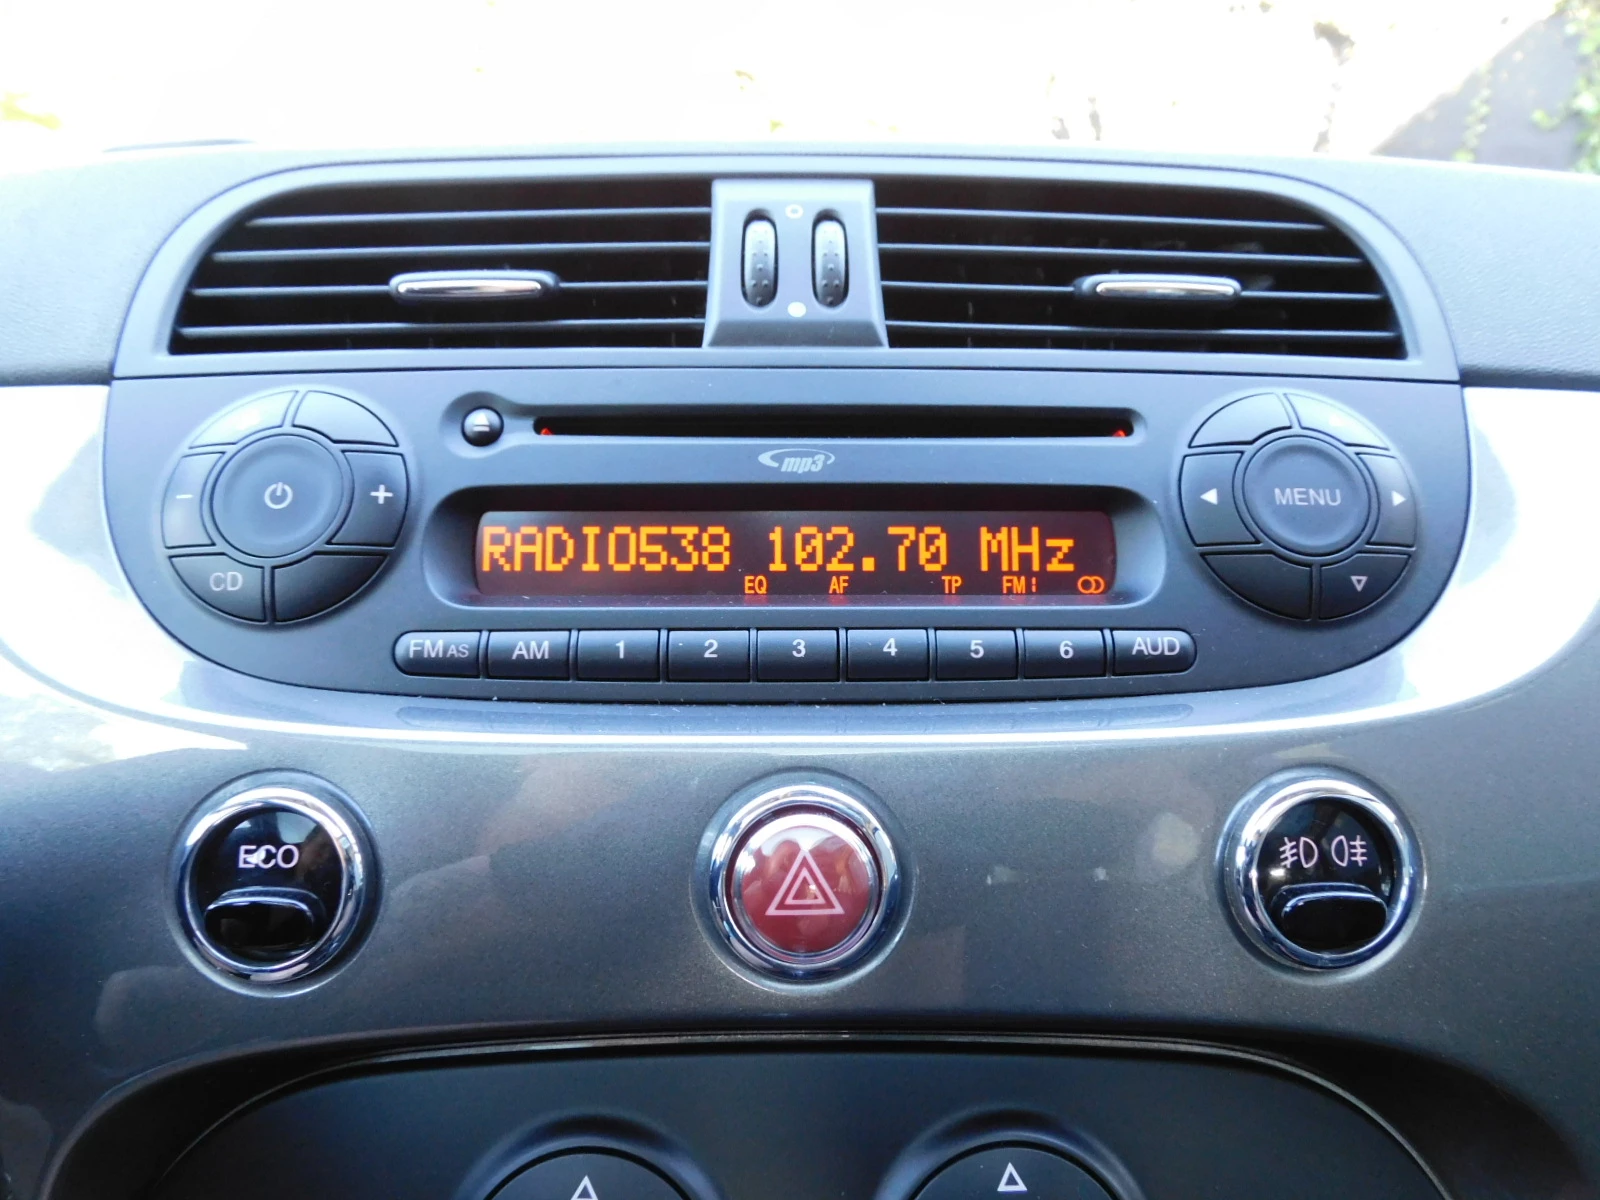 mp3
RADIO538 102.70 MHz
EQ AF TP FM1
- + MENU
CD
FM AS AM 1 2 3 4 5 6 AUD
ECO